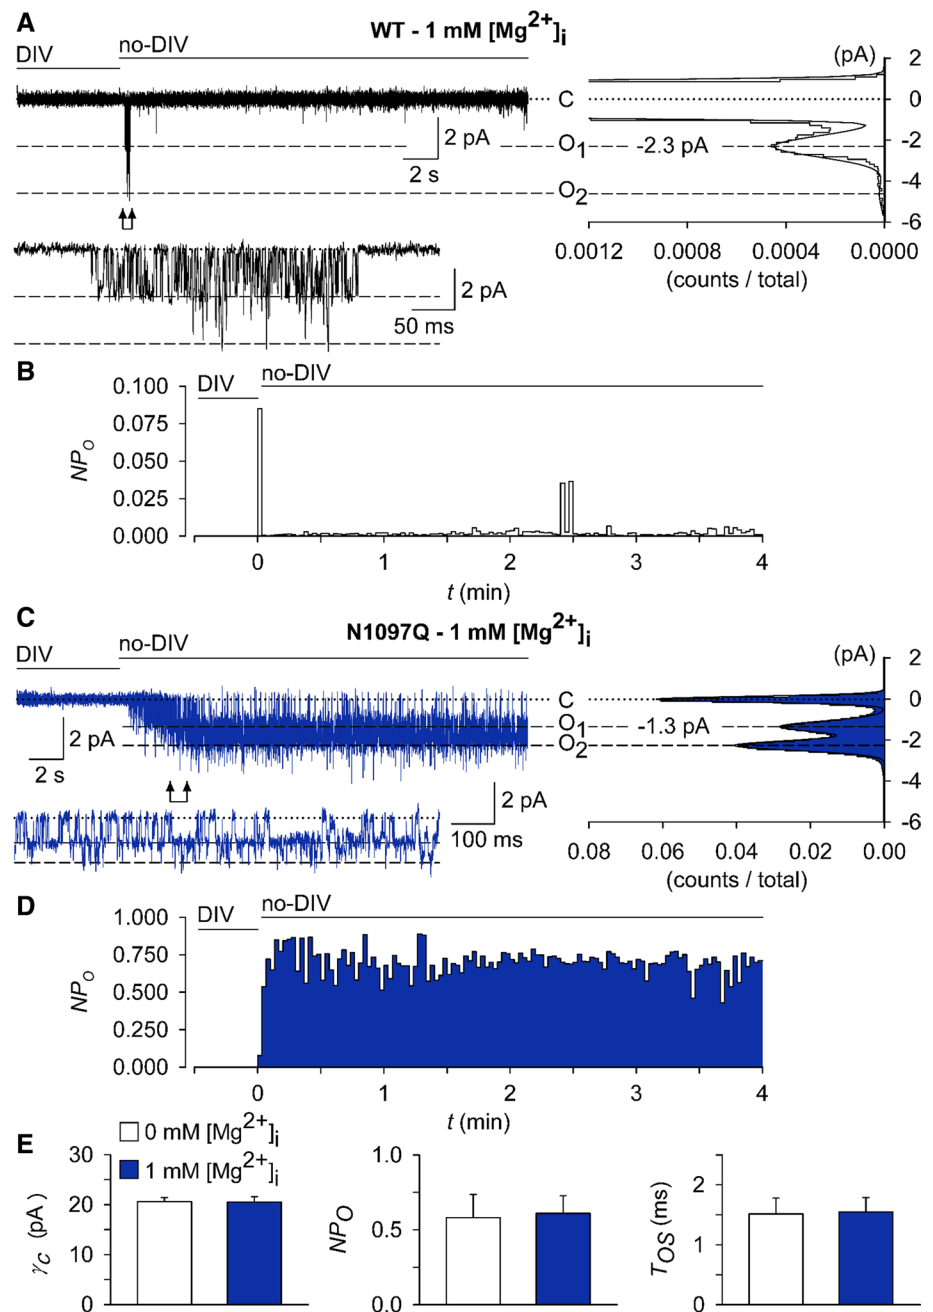 A
WT - 1 mM [Mg2+]i
DIV
no-DIV
(pA)
2
C
0
2 pA
2 s
O1
-2.3 pA
-2
O2
-4
-6
0.0012
0.0008
0.0004
0.0000
(counts / total)
2 pA
50 ms
B
DIV
no-DIV
0.100
0.075
0.050
0.025
0.000
NPO
0
1
2
3
4
t (min)
C
N1097Q - 1 mM [Mg2+]i
DIV
no-DIV
(pA)
2
C
0
2 pA
2 s
O1
-1.3 pA
O2
-2
-4
-6
2 pA
100 ms
0.08
0.06
0.04
0.02
0.00
(counts / total)
D
DIV
no-DIV
1.000
0.750
0.500
0.250
0.000
NPO
0
1
2
3
4
t (min)
E
0 mM [Mg2+]i
1 mM [Mg2+]i
30
20
10
0
γc (pA)
1.0
0.5
0.0
NPO
2
1
0
TOS (ms)